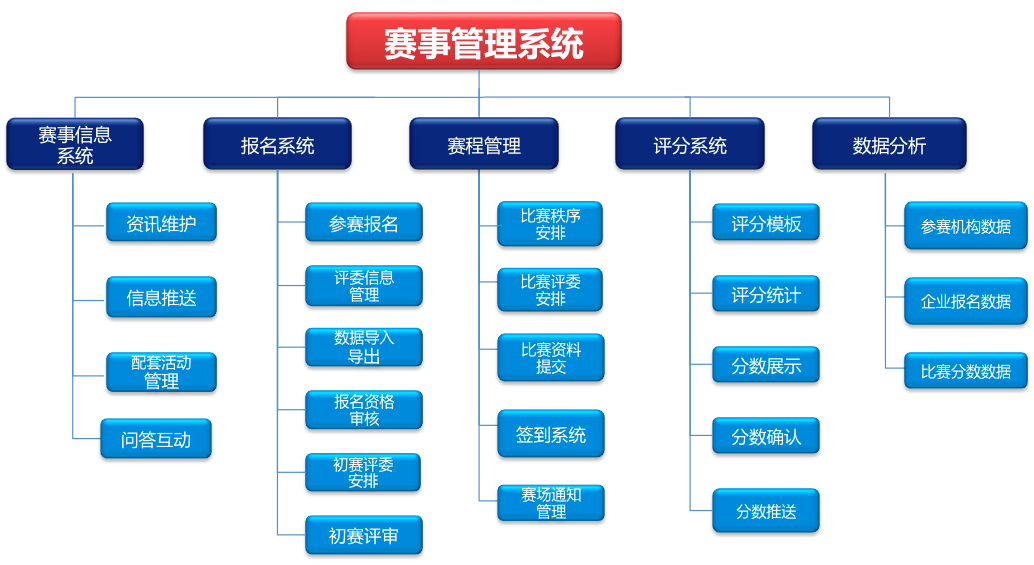 赛事管理系统
赛事信息
系统
报名系统
赛程管理
评分系统
数据分析
资讯维护
信息推送
配套活动
管理
问答互动
参赛报名
评委信息
管理
数据导入
导出
报名资格
审核
初赛评委
安排
初赛评审
比赛秩序
安排
比赛评委
安排
比赛资料
提交
签到系统
赛场通知
管理
评分模板
评分统计
分数展示
分数确认
分数推送
参赛机构数据
企业报名数据
比赛分数数据